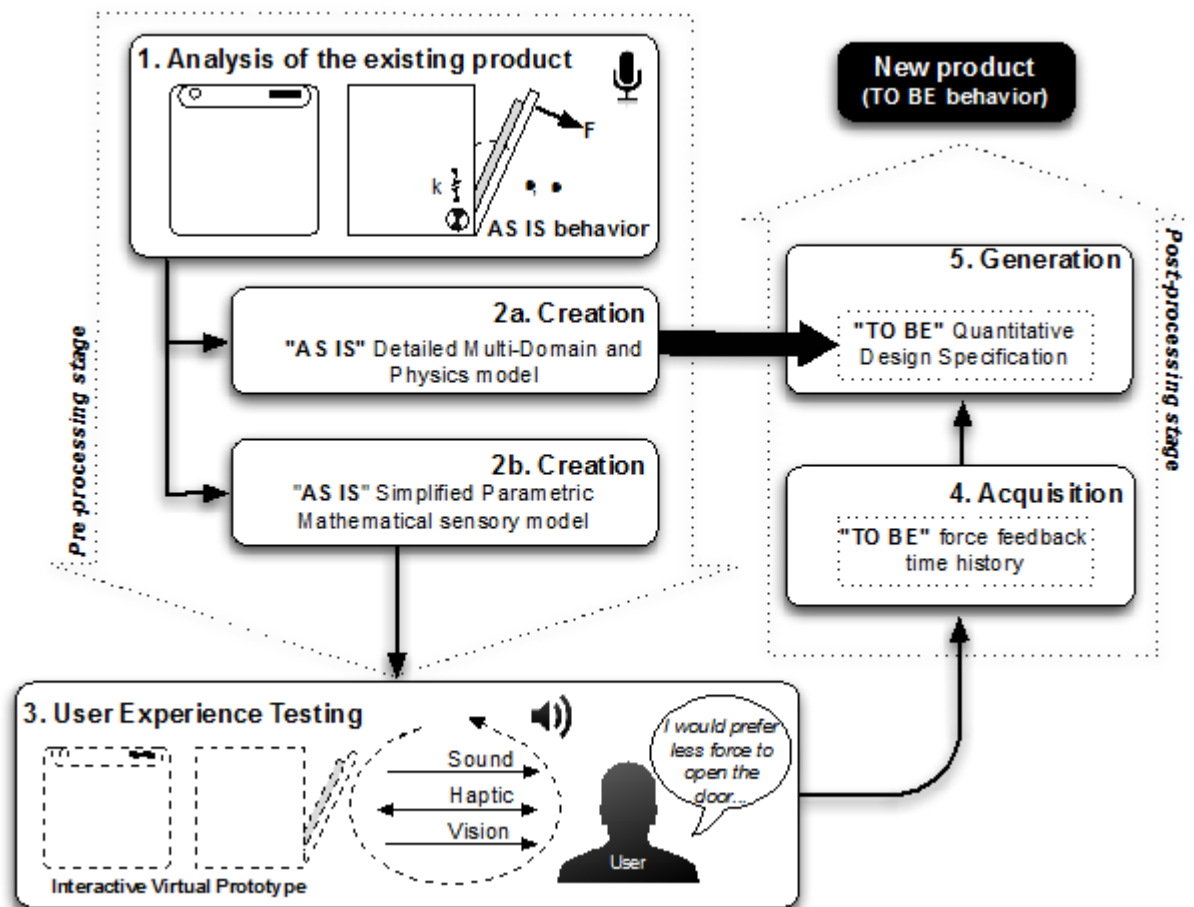 1. Analysis of the existing product
F
k
AS IS behavior
New product
(TO BE behavior)
Pre-processing stage
2a. Creation
"AS IS" Detailed Multi-Domain and
Physics model
2b. Creation
"AS IS" Simplified Parametric
Mathematical sensory model
5. Generation
"TO BE" Quantitative
Design Specification
4. Acquisition
"TO BE" force feedback
time history
Post-processing stage
3. User Experience Testing
Sound
Haptic
Vision
I would prefer
less force to
open the
door...
User
Interactive Virtual Prototype